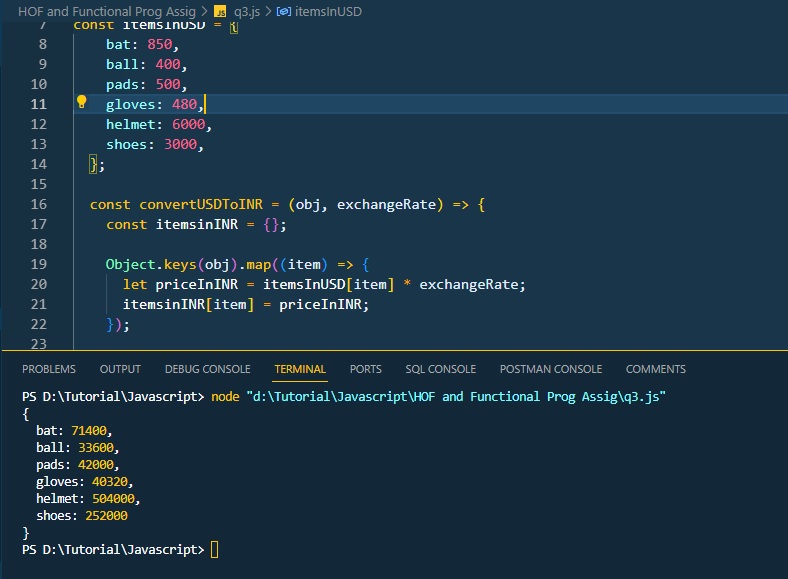 HOF and Functional Prog Assig > JS q3.js > itemsInUSD
7 const itemsInUSD = {
8 bat: 850,
9 ball: 400,
10 pads: 500,
11 gloves: 480,
12 helmet: 6000,
13 shoes: 3000,
14 };
15
16 const convertUSDToINR = (obj, exchangeRate) => {
17 const itemsinINR = {};
18
19 Object.keys(obj).map((item) => {
20 let priceInINR = itemsInUSD[item] * exchangeRate;
21 itemsinINR[item] = priceInINR;
22 });
23
PROBLEMS OUTPUT DEBUG CONSOLE TERMINAL PORTS SQL CONSOLE POSTMAN CONSOLE COMMENTS
PS D:\Tutorial\Javascript> node "d:\Tutorial\Javascript\HOF and Functional Prog Assig\q3.js"
{
bat: 71400,
ball: 33600,
pads: 42000,
gloves: 40320,
helmet: 504000,
shoes: 252000
}
PS D:\Tutorial\Javascript>